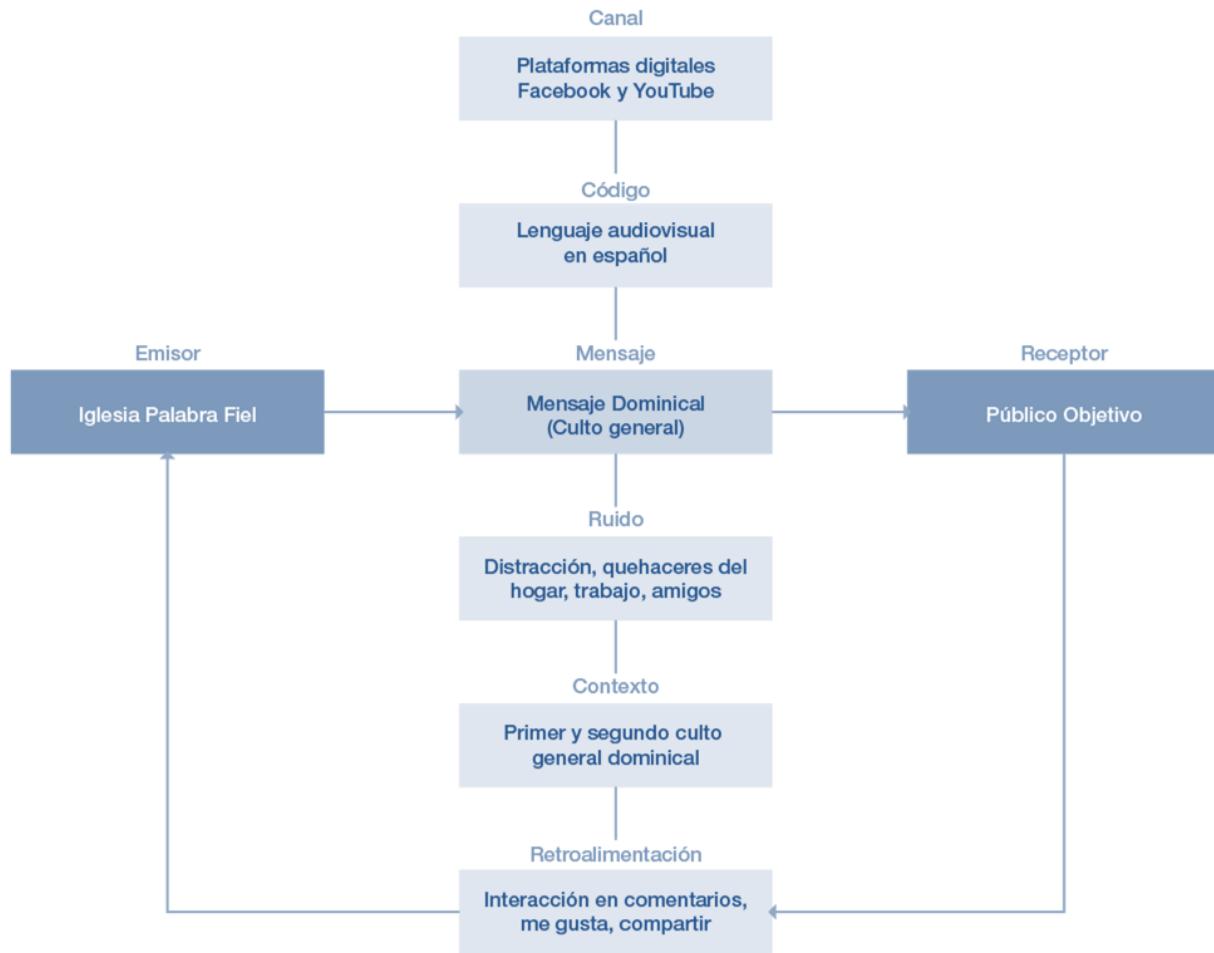 Canal
Plataformas digitales
Facebook y YouTube
Código
Lenguaje audiovisual
en español
Emisor
Iglesia Palabra Fiel
Mensaje
Mensaje Dominical
(Culto general)
Receptor
Público Objetivo
Ruido
Distracción, quehaceres del
hogar, trabajo, amigos
Contexto
Primer y segundo culto
general dominical
Retroalimentación
Interacción en comentarios,
me gusta, compartir